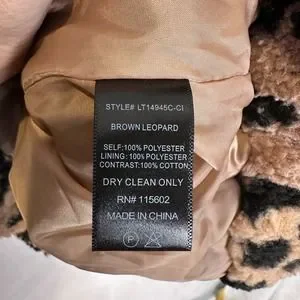 STYLE# LT14945C-CI
BROWN LEOPARD
SELF:100% POLYESTER
LINING: 100% POLYESTER
CONTRAST:100% COTTON
DRY CLEAN ONLY
RN# 115602
MADE IN CHINA
P